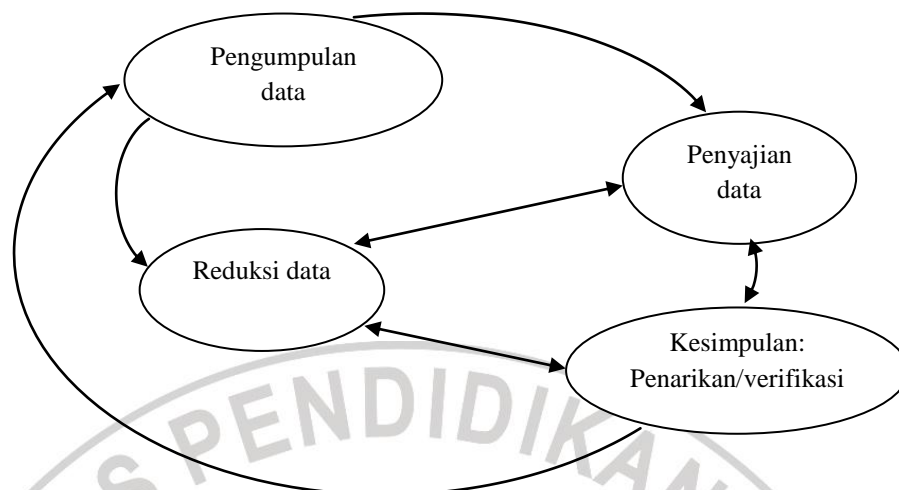 Pengumpulan
data
Penyajian
data
Reduksi data
Kesimpulan:
Penarikan/verifikasi
S PENDIDIKAN